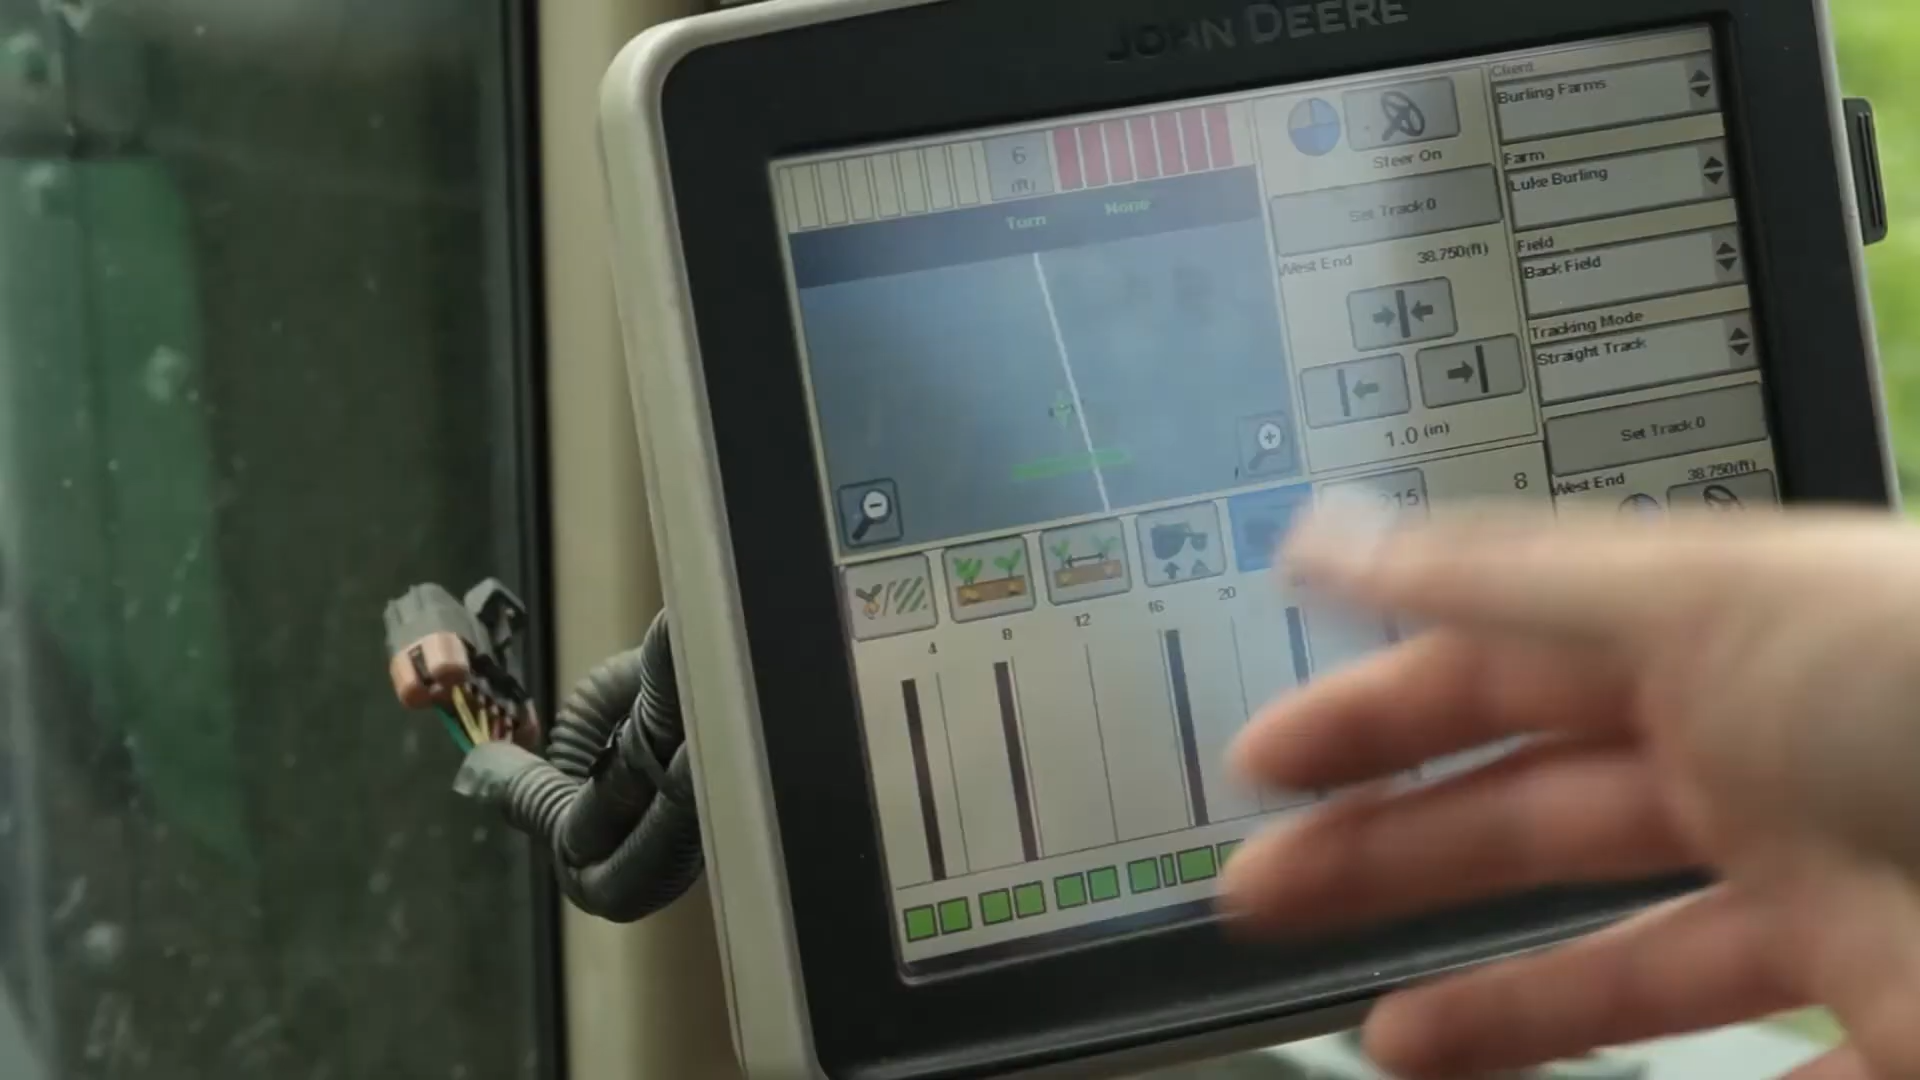 JOHN DEERE
6
(ft)
Turn None
Steer On
Set Track 0
West End 38.750(ft)
1.0 (in)
Client
Burling Farms
Farm
Luke Burling
Field
Back Field
Tracking Mode
Straight Track
Set Track 0
West End 38.750(ft)
8
4 8 12 16 20